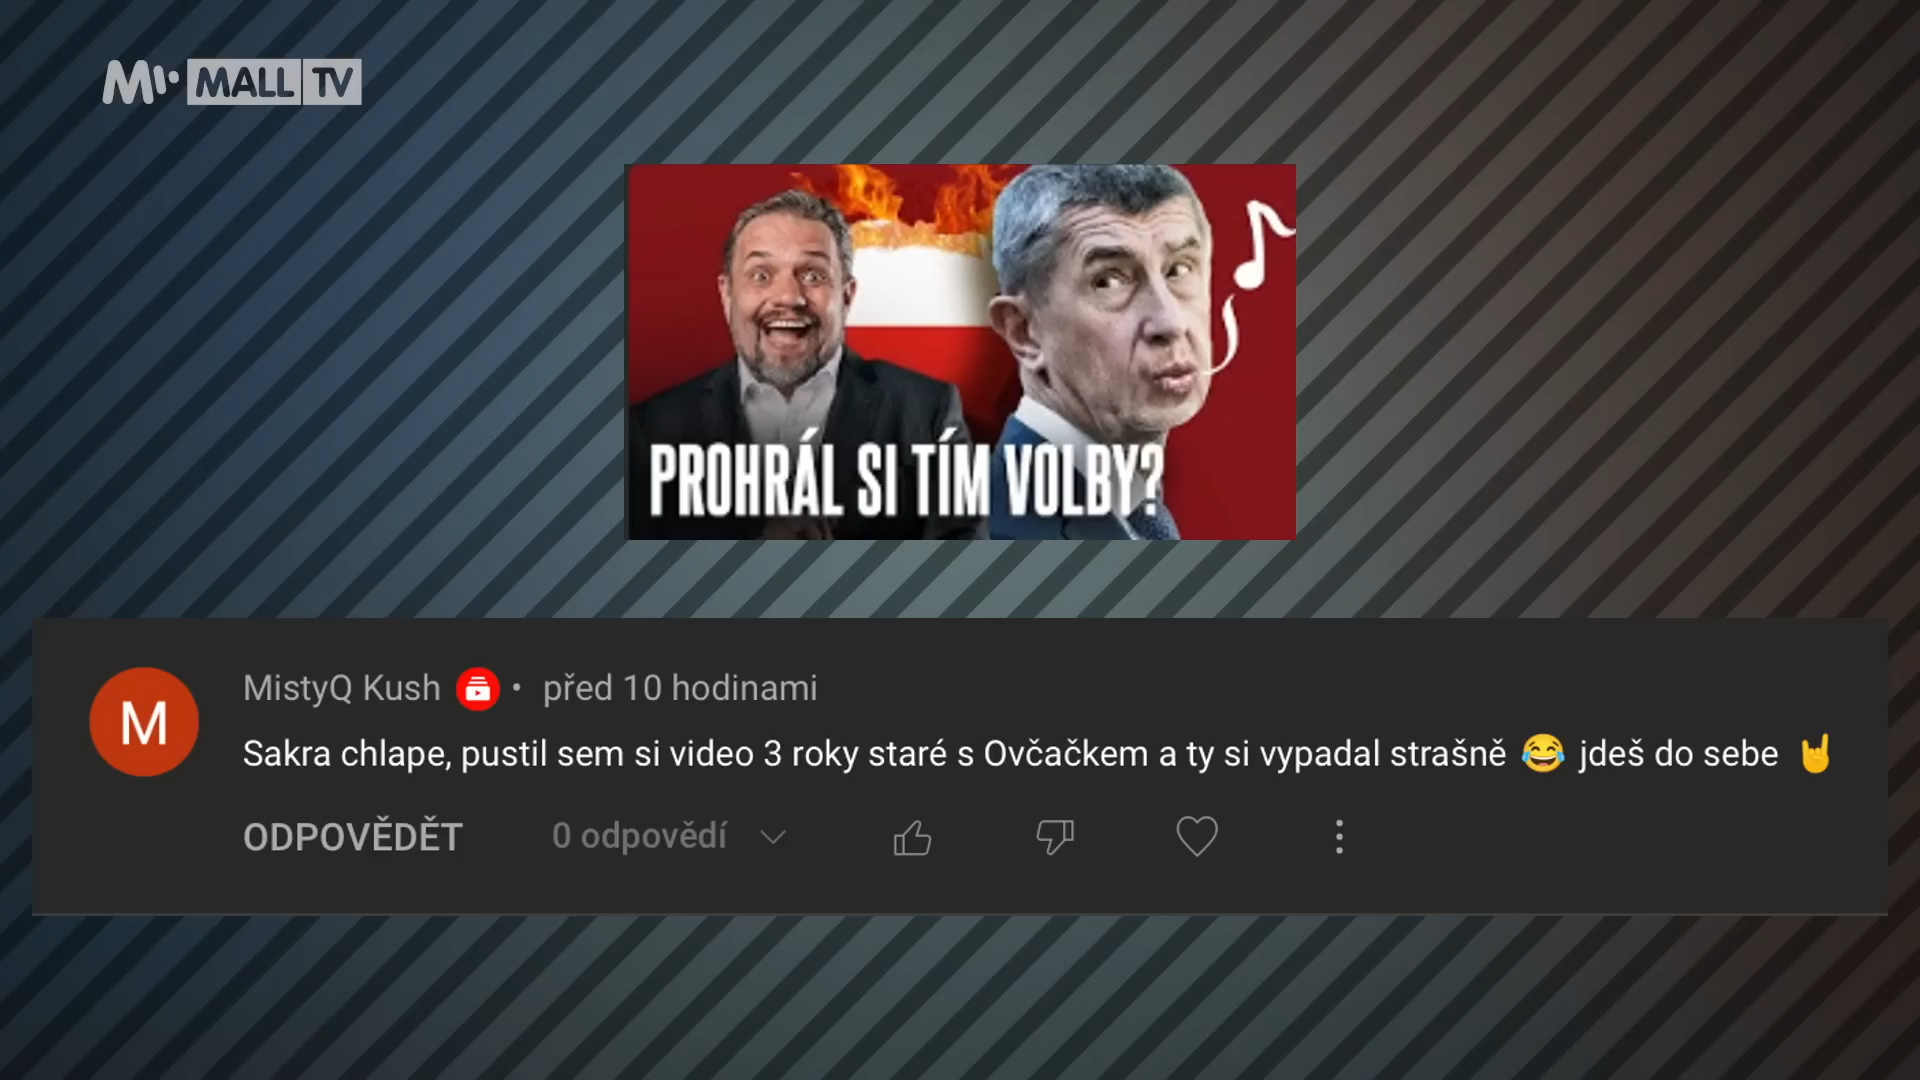 MALL TV
PROHRÁL SI TÍM VOLBY?
M
MistyQ Kush • před 10 hodinami
Sakra chlape, pustil sem si video 3 roky staré s Ovčačkem a ty si vypadal strašně 😂 jdeš do sebe 🤘
ODPOVĚDĚT 0 odpovědí